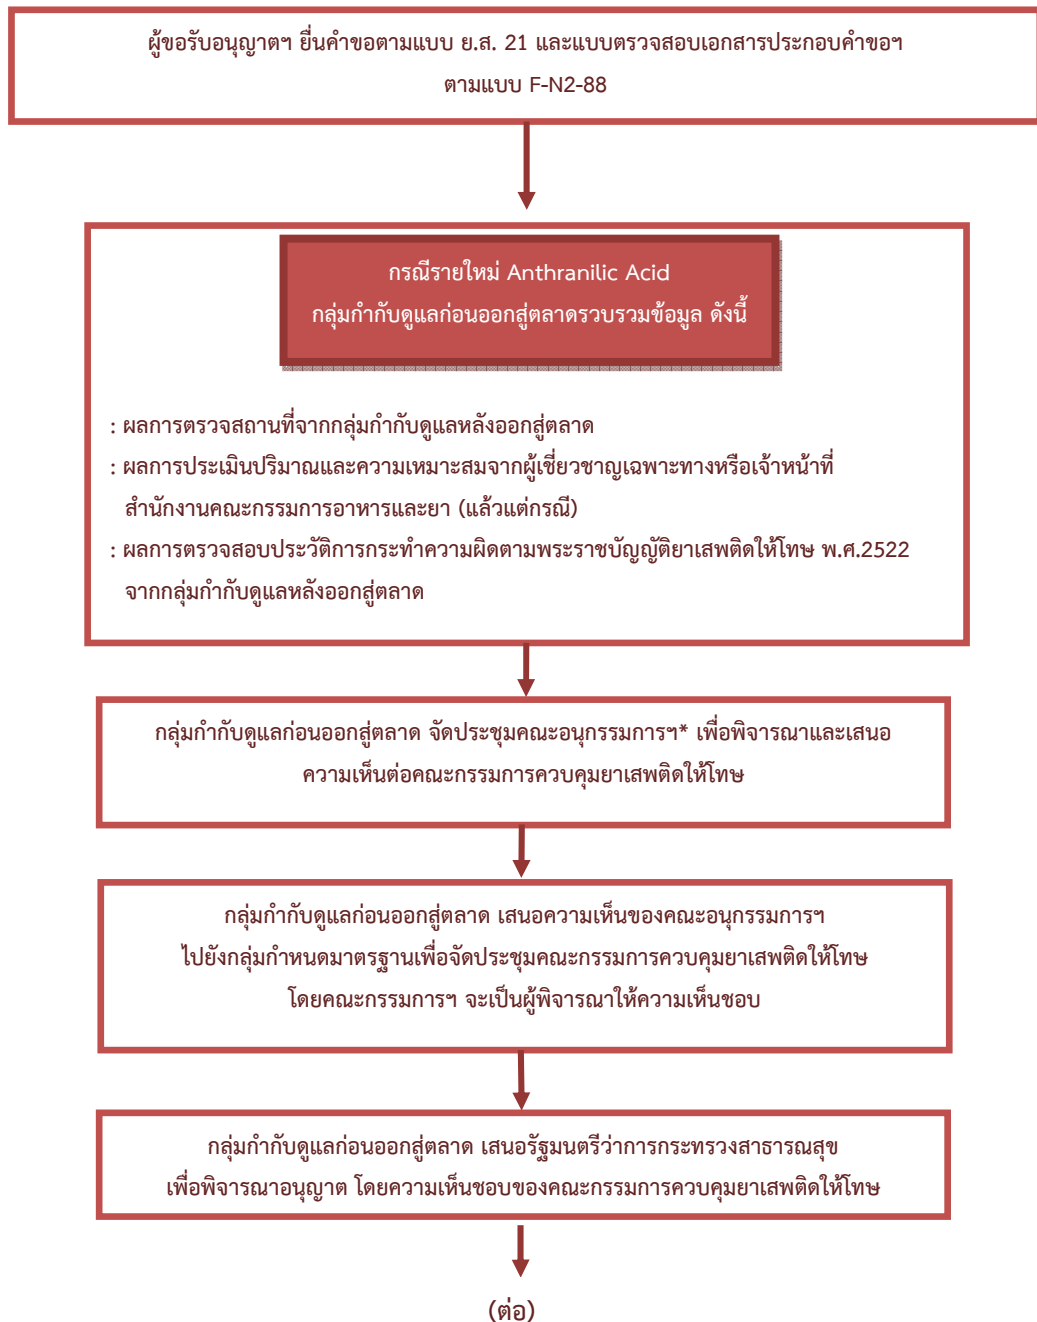 ผู้ขอรับอนุญาตฯ ยื่นคำขอตามแบบ ย.ส. 21 และแบบตรวจสอบเอกสารประกอบคำขอฯ
ตามแบบ F-N2-88
กรณีรายใหม่ Anthranilic Acid
กลุ่มกำกับดูแลก่อนออกสู่ตลาดรวบรวมข้อมูล ดังนี้
: ผลการตรวจสถานที่จากกลุ่มกำกับดูแลหลังออกสู่ตลาด
: ผลการประเมินปริมาณและความเหมาะสมจากผู้เชี่ยวชาญเฉพาะทางหรือเจ้าหน้าที่
สำนักงานคณะกรรมการอาหารและยา (แล้วแต่กรณี)
: ผลการตรวจสอบประวัติการกระทำความผิดตามพระราชบัญญัติยาเสพติดให้โทษ พ.ศ.2522
จากกลุ่มกำกับดูแลหลังออกสู่ตลาด
กลุ่มกำกับดูแลก่อนออกสู่ตลาด จัดประชุมคณะอนุกรรมการฯ* เพื่อพิจารณาและเสนอ
ความเห็นต่อคณะกรรมการควบคุมยาเสพติดให้โทษ
กลุ่มกำกับดูแลก่อนออกสู่ตลาด เสนอความเห็นของคณะอนุกรรมการฯ
ไปยังกลุ่มกำหนดมาตรฐานเพื่อจัดประชุมคณะกรรมการควบคุมยาเสพติดให้โทษ
โดยคณะกรรมการฯ จะเป็นผู้พิจารณาให้ความเห็นชอบ
กลุ่มกำกับดูแลก่อนออกสู่ตลาด เสนอรัฐมนตรีว่าการกระทรวงสาธารณสุข
เพื่อพิจารณาอนุญาต โดยความเห็นชอบของคณะกรรมการควบคุมยาเสพติดให้โทษ
(ต่อ)